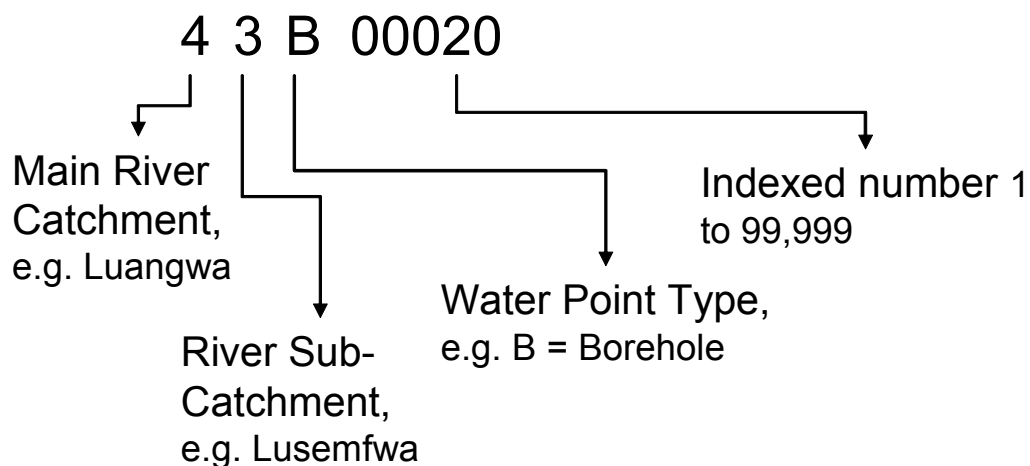 4 3 B 00020
Main River
Catchment,
e.g. Luangwa
River Sub-
Catchment,
e.g. Lusemfwa
Water Point Type,
e.g. B = Borehole
Indexed number 1
to 99,999